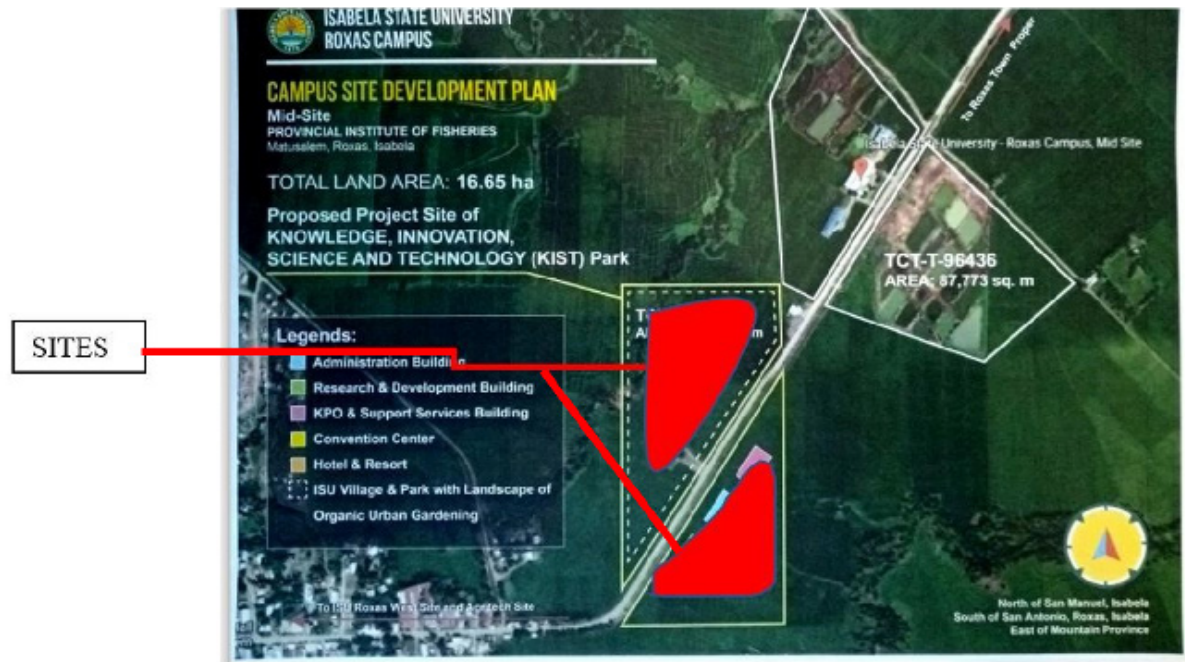 ISABELA STATE UNIVERSITY
ROXAS CAMPUS
CAMPUS SITE DEVELOPMENT PLAN
Mid-Site
PROVINCIAL INSTITUTE OF FISHERIES
Matusalem, Roxas, Isabela
TOTAL LAND AREA: 16.65 ha
Proposed Project Site of
KNOWLEDGE, INNOVATION,
SCIENCE AND TECHNOLOGY (KIST) Park
To Roxas Town Proper
Isabela State University - Roxas Campus, Mid Site
TCT-T-96436
AREA: 87,773 sq. m
SITES
Legends:
Administration Building
Research & Development Building
KPO & Support Services Building
Convention Center
Hotel & Resort
ISU Village & Park with Landscape of
Organic Urban Gardening
To ISU Roxas West Site and Agritech Site
North of San Manuel, Isabela
South of San Antonio, Roxas, Isabela
East of Mountain Province